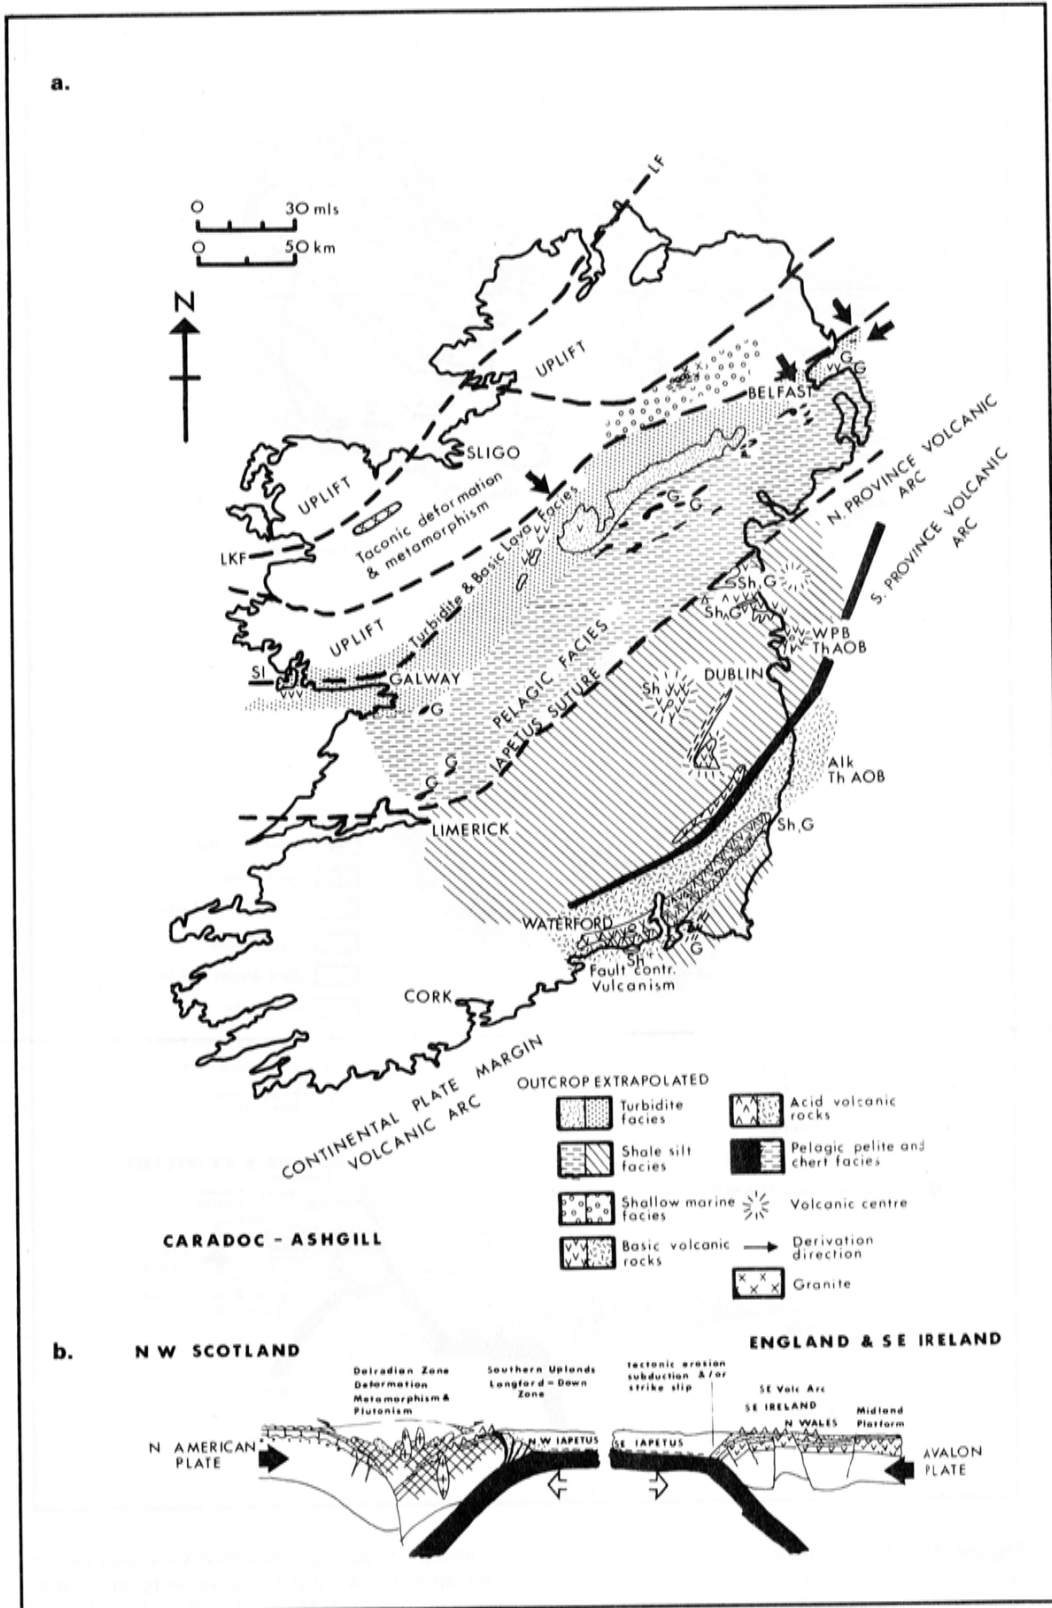 a.
LF
0 30 mls
0 50 km
N
UPLIFT
BELFAST
G
G
SLIGO
UPLIFT
Taconic deformation
& metamorphism
LKF
Turbidite & Basic Lava Facies
G
G
N. PROVINCE VOLCANIC
ARC
S. PROVINCE VOLCANIC
ARC
UPLIFT
SI
GALWAY
G
PELAGIC FACIES
IAPETUS SUTURE
G
G
Sh,G
Sh,G
WPB
ThAOB
DUBLIN
Sh
Alk
Th AOB
LIMERICK
Sh,G
WATERFORD
G
Sh
Fault contr.
Vulcanism
CORK
CONTINENTAL PLATE MARGIN
VOLCANIC ARC
OUTCROP EXTRAPOLATED
Turbidite
facies
Acid volcanic
rocks
Shale silt
facies
Pelagic pelite and
chert facies
Shallow marine
facies
Volcanic centre
Basic volcanic
rocks
Derivation
direction
Granite
CARADOC - ASHGILL
b.
N W SCOTLAND
ENGLAND & SE IRELAND
Dalradian Zone
Deformation
Metamorphism &
Plutonism
Southern Uplands
Longford-Down
Zone
tectonic erosion
subduction &/or
strike slip
SE Volc Arc
SE IRELAND
N WALES
Midland
Platform
N AMERICAN
PLATE
N.W IAPETUS
SE IAPETUS
AVALON
PLATE